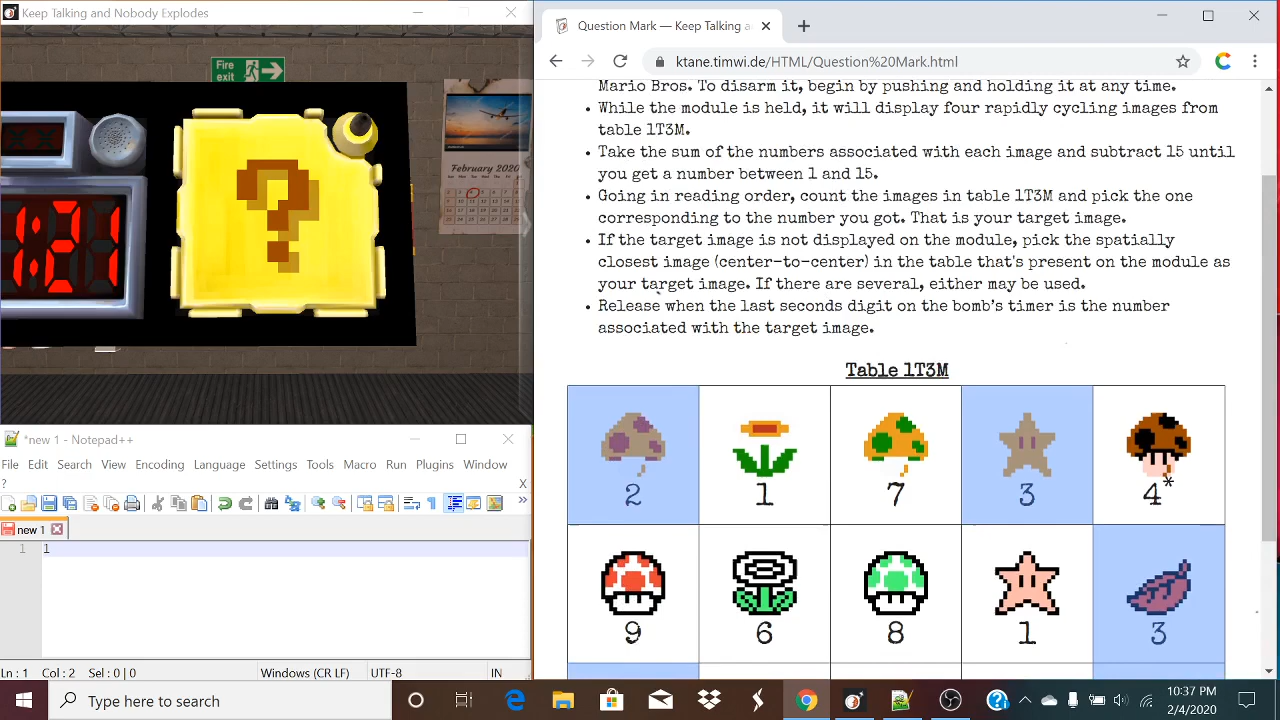 Keep Talking and Nobody Explodes
Fire
exit
February 2020
1:21
?
*new 1 - Notepad++
File Edit Search View Encoding Language Settings Tools Macro Run Plugins Window
? X
new 1
1 1
Ln : 1 Col : 2 Sel : 0 | 0 Windows (CR LF) UTF-8 IN
Question Mark — Keep Talking a
ktane.timwi.de/HTML/Question%20Mark.html
Mario Bros. To disarm it, begin by pushing and holding it at any time.
• While the module is held, it will display four rapidly cycling images from
table 1T3M.
• Take the sum of the numbers associated with each image and subtract 15 until
you get a number between 1 and 15.
• Going in reading order, count the images in table 1T3M and pick the one
corresponding to the number you got. That is your target image.
• If the target image is not displayed on the module, pick the spatially
closest image (center-to-center) in the table that's present on the module as
your target image. If there are several, either may be used.
• Release when the last seconds digit on the bomb's timer is the number
associated with the target image.
Table 1T3M
2 1 7 3 4*
9 6 8 1 3
Type here to search
10:37 PM
2/4/2020